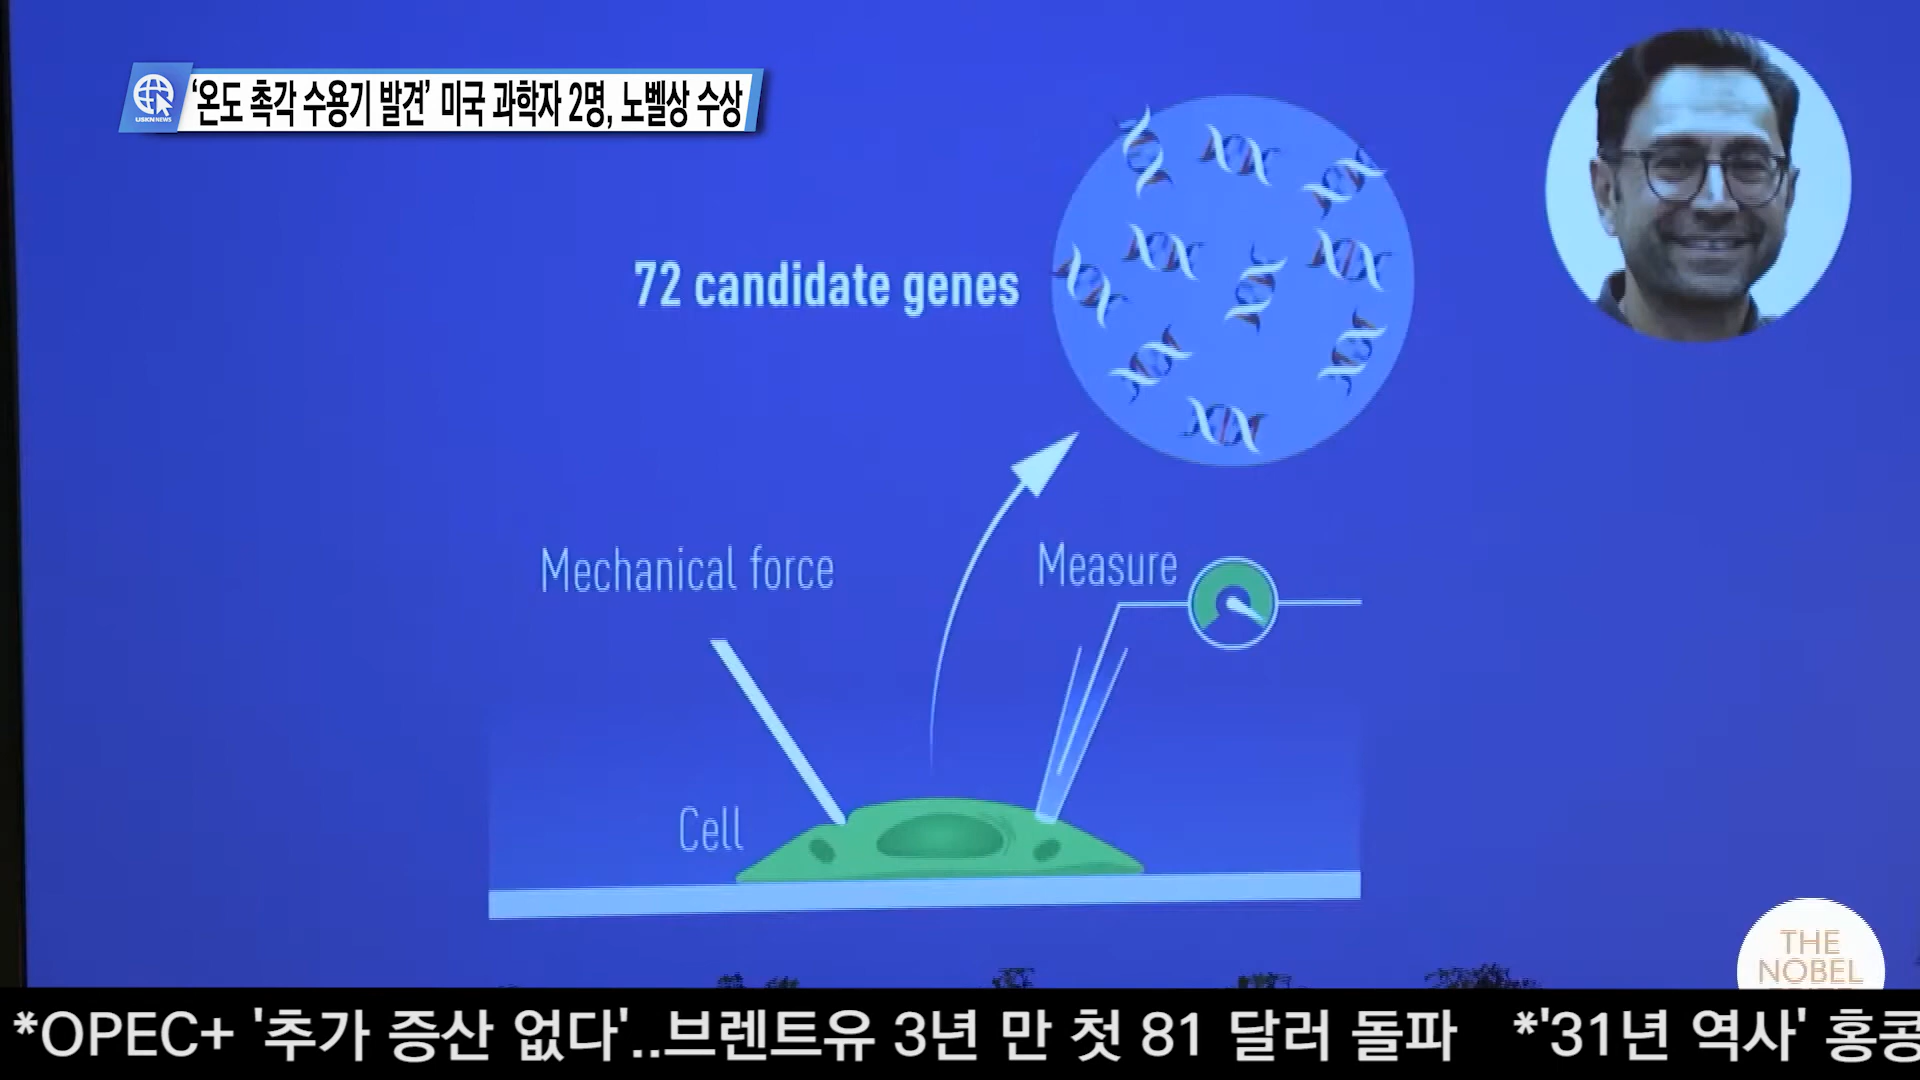 '온도 촉각 수용기 발견' 미국 과학자 2명, 노벨상 수상
USKN NEWS
72 candidate genes
Mechanical force
Measure
Cell
THE
NOBEL
*OPEC+ '추가 증산 없다'..브렌트유 3년 만 첫 81 달러 돌파 *'31년 역사' 홍콩